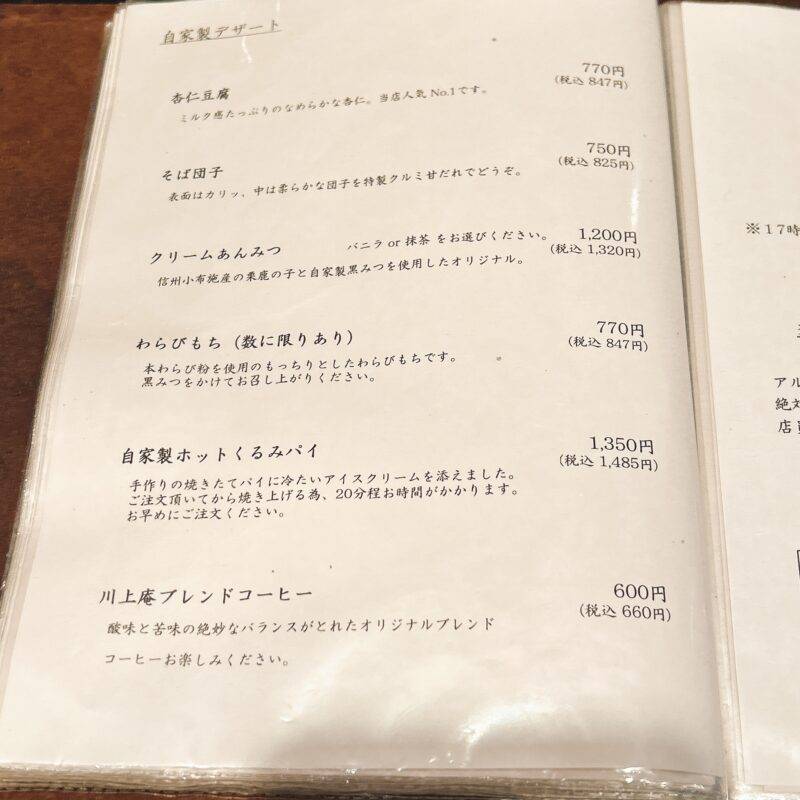 自家製デザート
杏仁豆腐 770円
(税込 847円)
ミルク感たっぷりのなめらかな杏仁。当店人気 No.1です。
そば団子 750円
(税込 825円)
表面はカリッ、中は柔らかな団子を特製クルミ甘だれでどうぞ。
クリームあんみつ バニラ or 抹茶 をお選びください。 1,200円
(税込 1,320円)
信州小布施産の栗鹿の子と自家製黒みつを使用したオリジナル。
わらびもち（数に限りあり） 770円
(税込 847円)
本わらび粉を使用のもっちりとしたわらびもちです。
黒みつをかけてお召し上がりください。
自家製ホットくるみパイ 1,350円
(税込 1,485円)
手作りの焼きたてパイに冷たいアイスクリームを添えました。
ご注文頂いてから焼き上げる為、20分程お時間がかかります。
お早めにご注文ください。
川上庵ブレンドコーヒー 600円
(税込 660円)
酸味と苦味の絶妙なバランスがとれたオリジナルブレンド
コーヒーお楽しみください。
※17時
アル
絶対
店